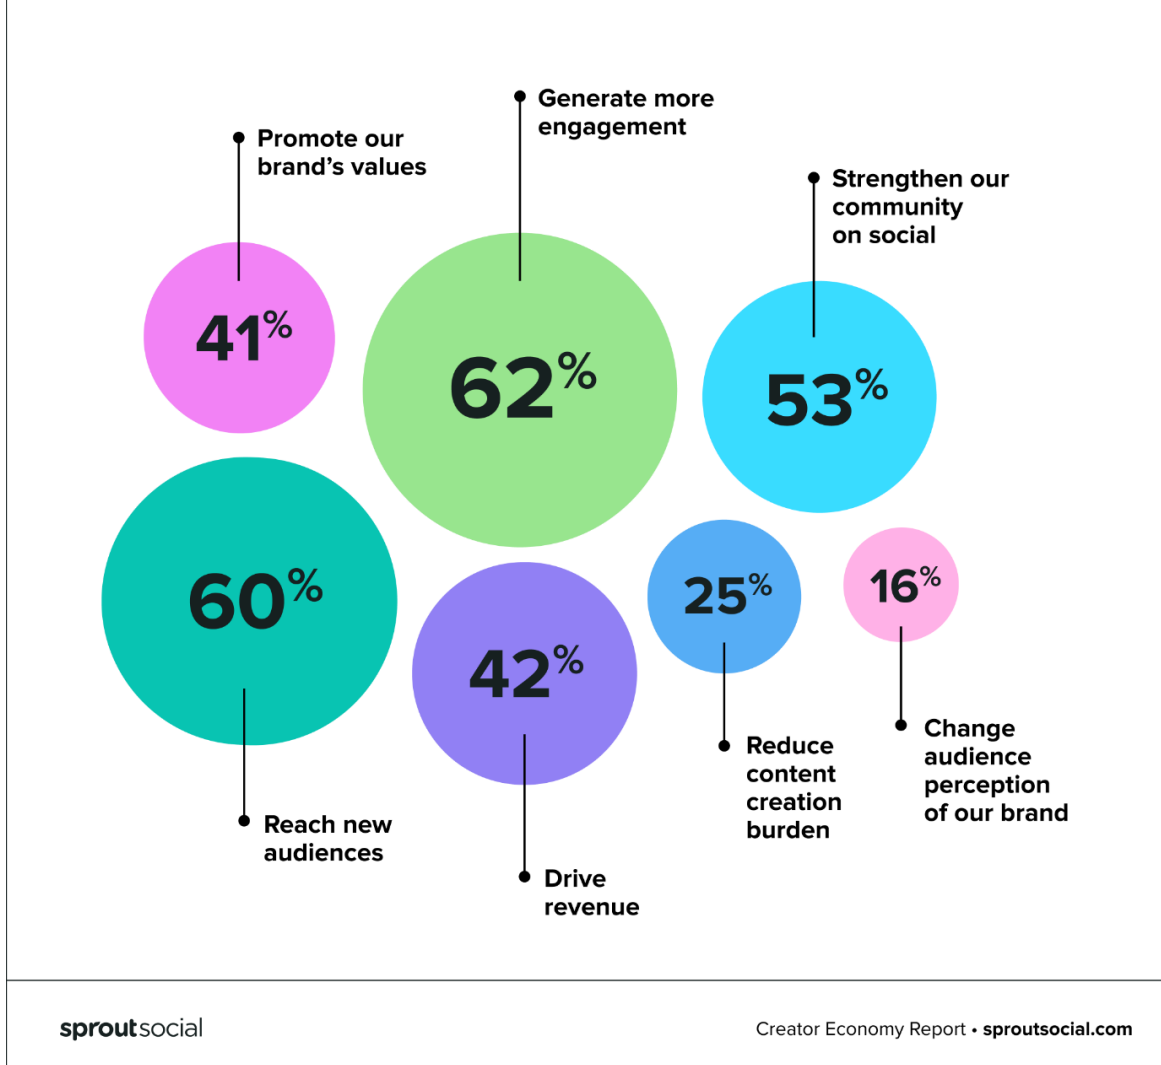 Generate more
engagement
Promote our
brand’s values
Strengthen our
community
on social
41%
62%
53%
60%
42%
25%
16%
Reach new
audiences
Drive
revenue
Reduce
content
creation
burden
Change
audience
perception
of our brand
sproutsocial
Creator Economy Report • sproutsocial.com